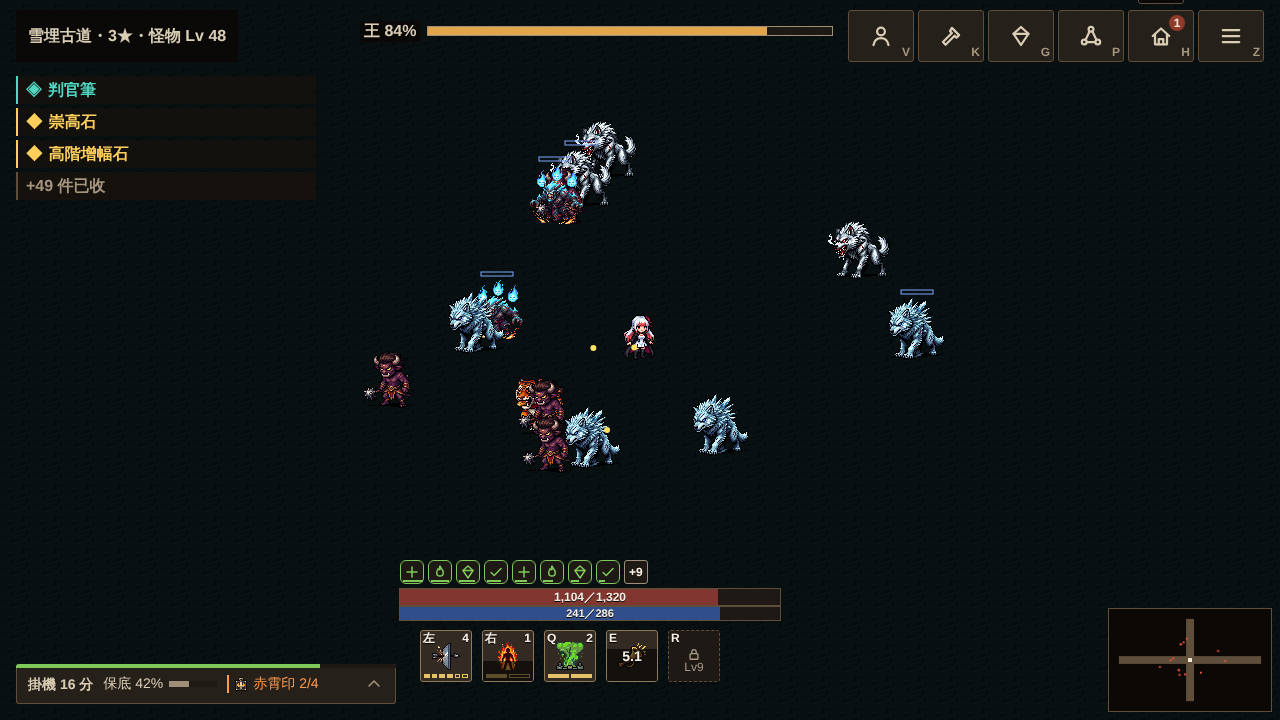 雪埋古道・3★・怪物 Lv 48
王 84%
V
K
G
P
1
H
Z
◈ 判官筆
◆ 崇高石
◆ 高階增幅石
+49 件已收
+9
1,104／1,320
241／286
左 4
右 1
Q 2
E
5.1
R
Lv9
掛機 16 分 保底 42% 赤霄印 2/4